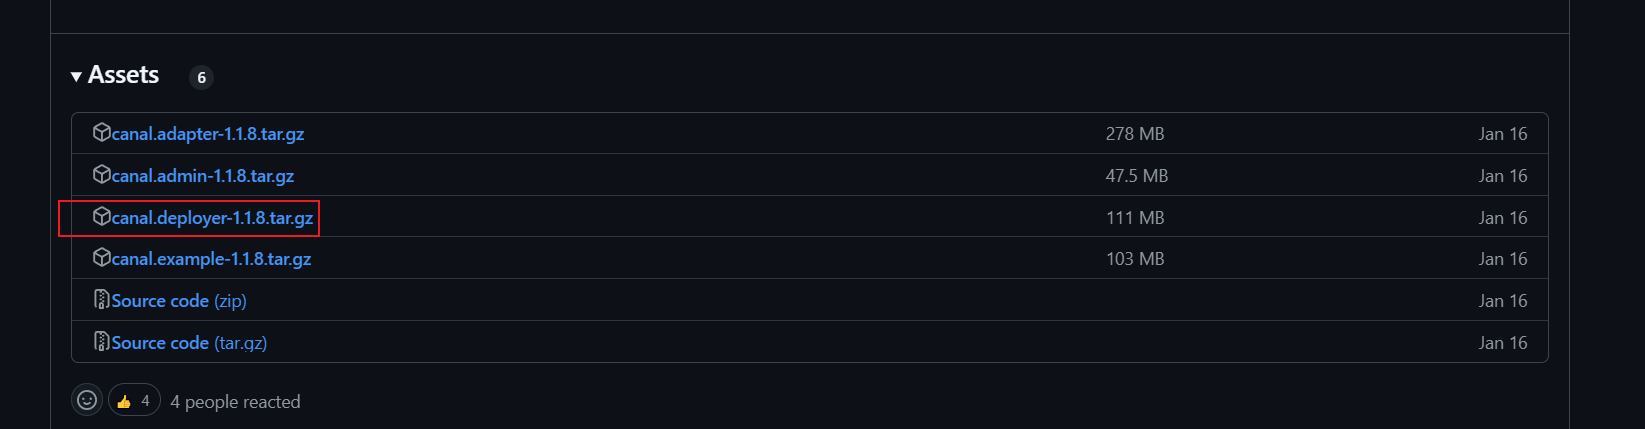 Assets 6
canal.adapter-1.1.8.tar.gz 278 MB Jan 16
canal.admin-1.1.8.tar.gz 47.5 MB Jan 16
canal.deployer-1.1.8.tar.gz 111 MB Jan 16
canal.example-1.1.8.tar.gz 103 MB Jan 16
Source code (zip) Jan 16
Source code (tar.gz) Jan 16
4 4 people reacted